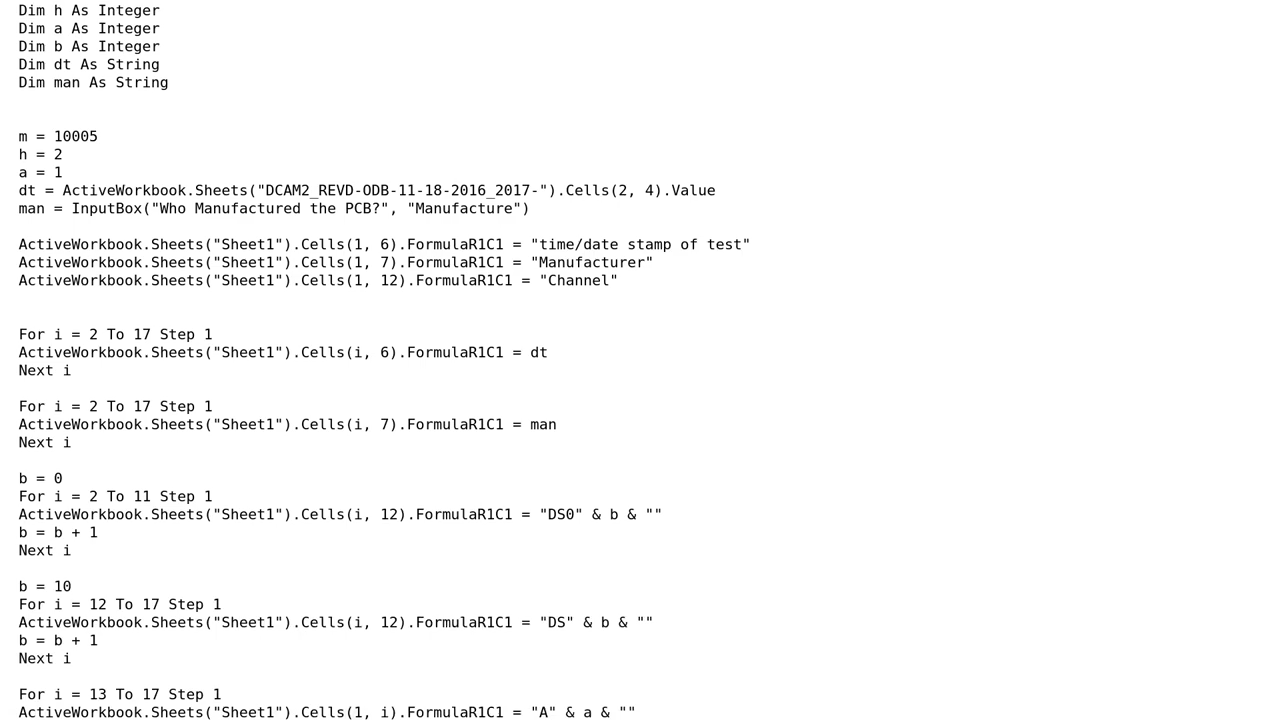 Dim h As Integer
Dim a As Integer
Dim b As Integer
Dim dt As String
Dim man As String
m = 10005
h = 2
a = 1
dt = ActiveWorkbook.Sheets("DCAM2_REVD-ODB-11-18-2016_2017-").Cells(2, 4).Value
man = InputBox("Who Manufactured the PCB?", "Manufacture")
ActiveWorkbook.Sheets("Sheet1").Cells(1, 6).FormulaR1C1 = "time/date stamp of test"
ActiveWorkbook.Sheets("Sheet1").Cells(1, 7).FormulaR1C1 = "Manufacturer"
ActiveWorkbook.Sheets("Sheet1").Cells(1, 12).FormulaR1C1 = "Channel"
For i = 2 To 17 Step 1
ActiveWorkbook.Sheets("Sheet1").Cells(i, 6).FormulaR1C1 = dt
Next i
For i = 2 To 17 Step 1
ActiveWorkbook.Sheets("Sheet1").Cells(i, 7).FormulaR1C1 = man
Next i
b = 0
For i = 2 To 11 Step 1
ActiveWorkbook.Sheets("Sheet1").Cells(i, 12).FormulaR1C1 = "DS0" & b & ""
b = b + 1
Next i
b = 10
For i = 12 To 17 Step 1
ActiveWorkbook.Sheets("Sheet1").Cells(i, 12).FormulaR1C1 = "DS" & b & ""
b = b + 1
Next i
For i = 13 To 17 Step 1
ActiveWorkbook.Sheets("Sheet1").Cells(1, i).FormulaR1C1 = "A" & a & ""